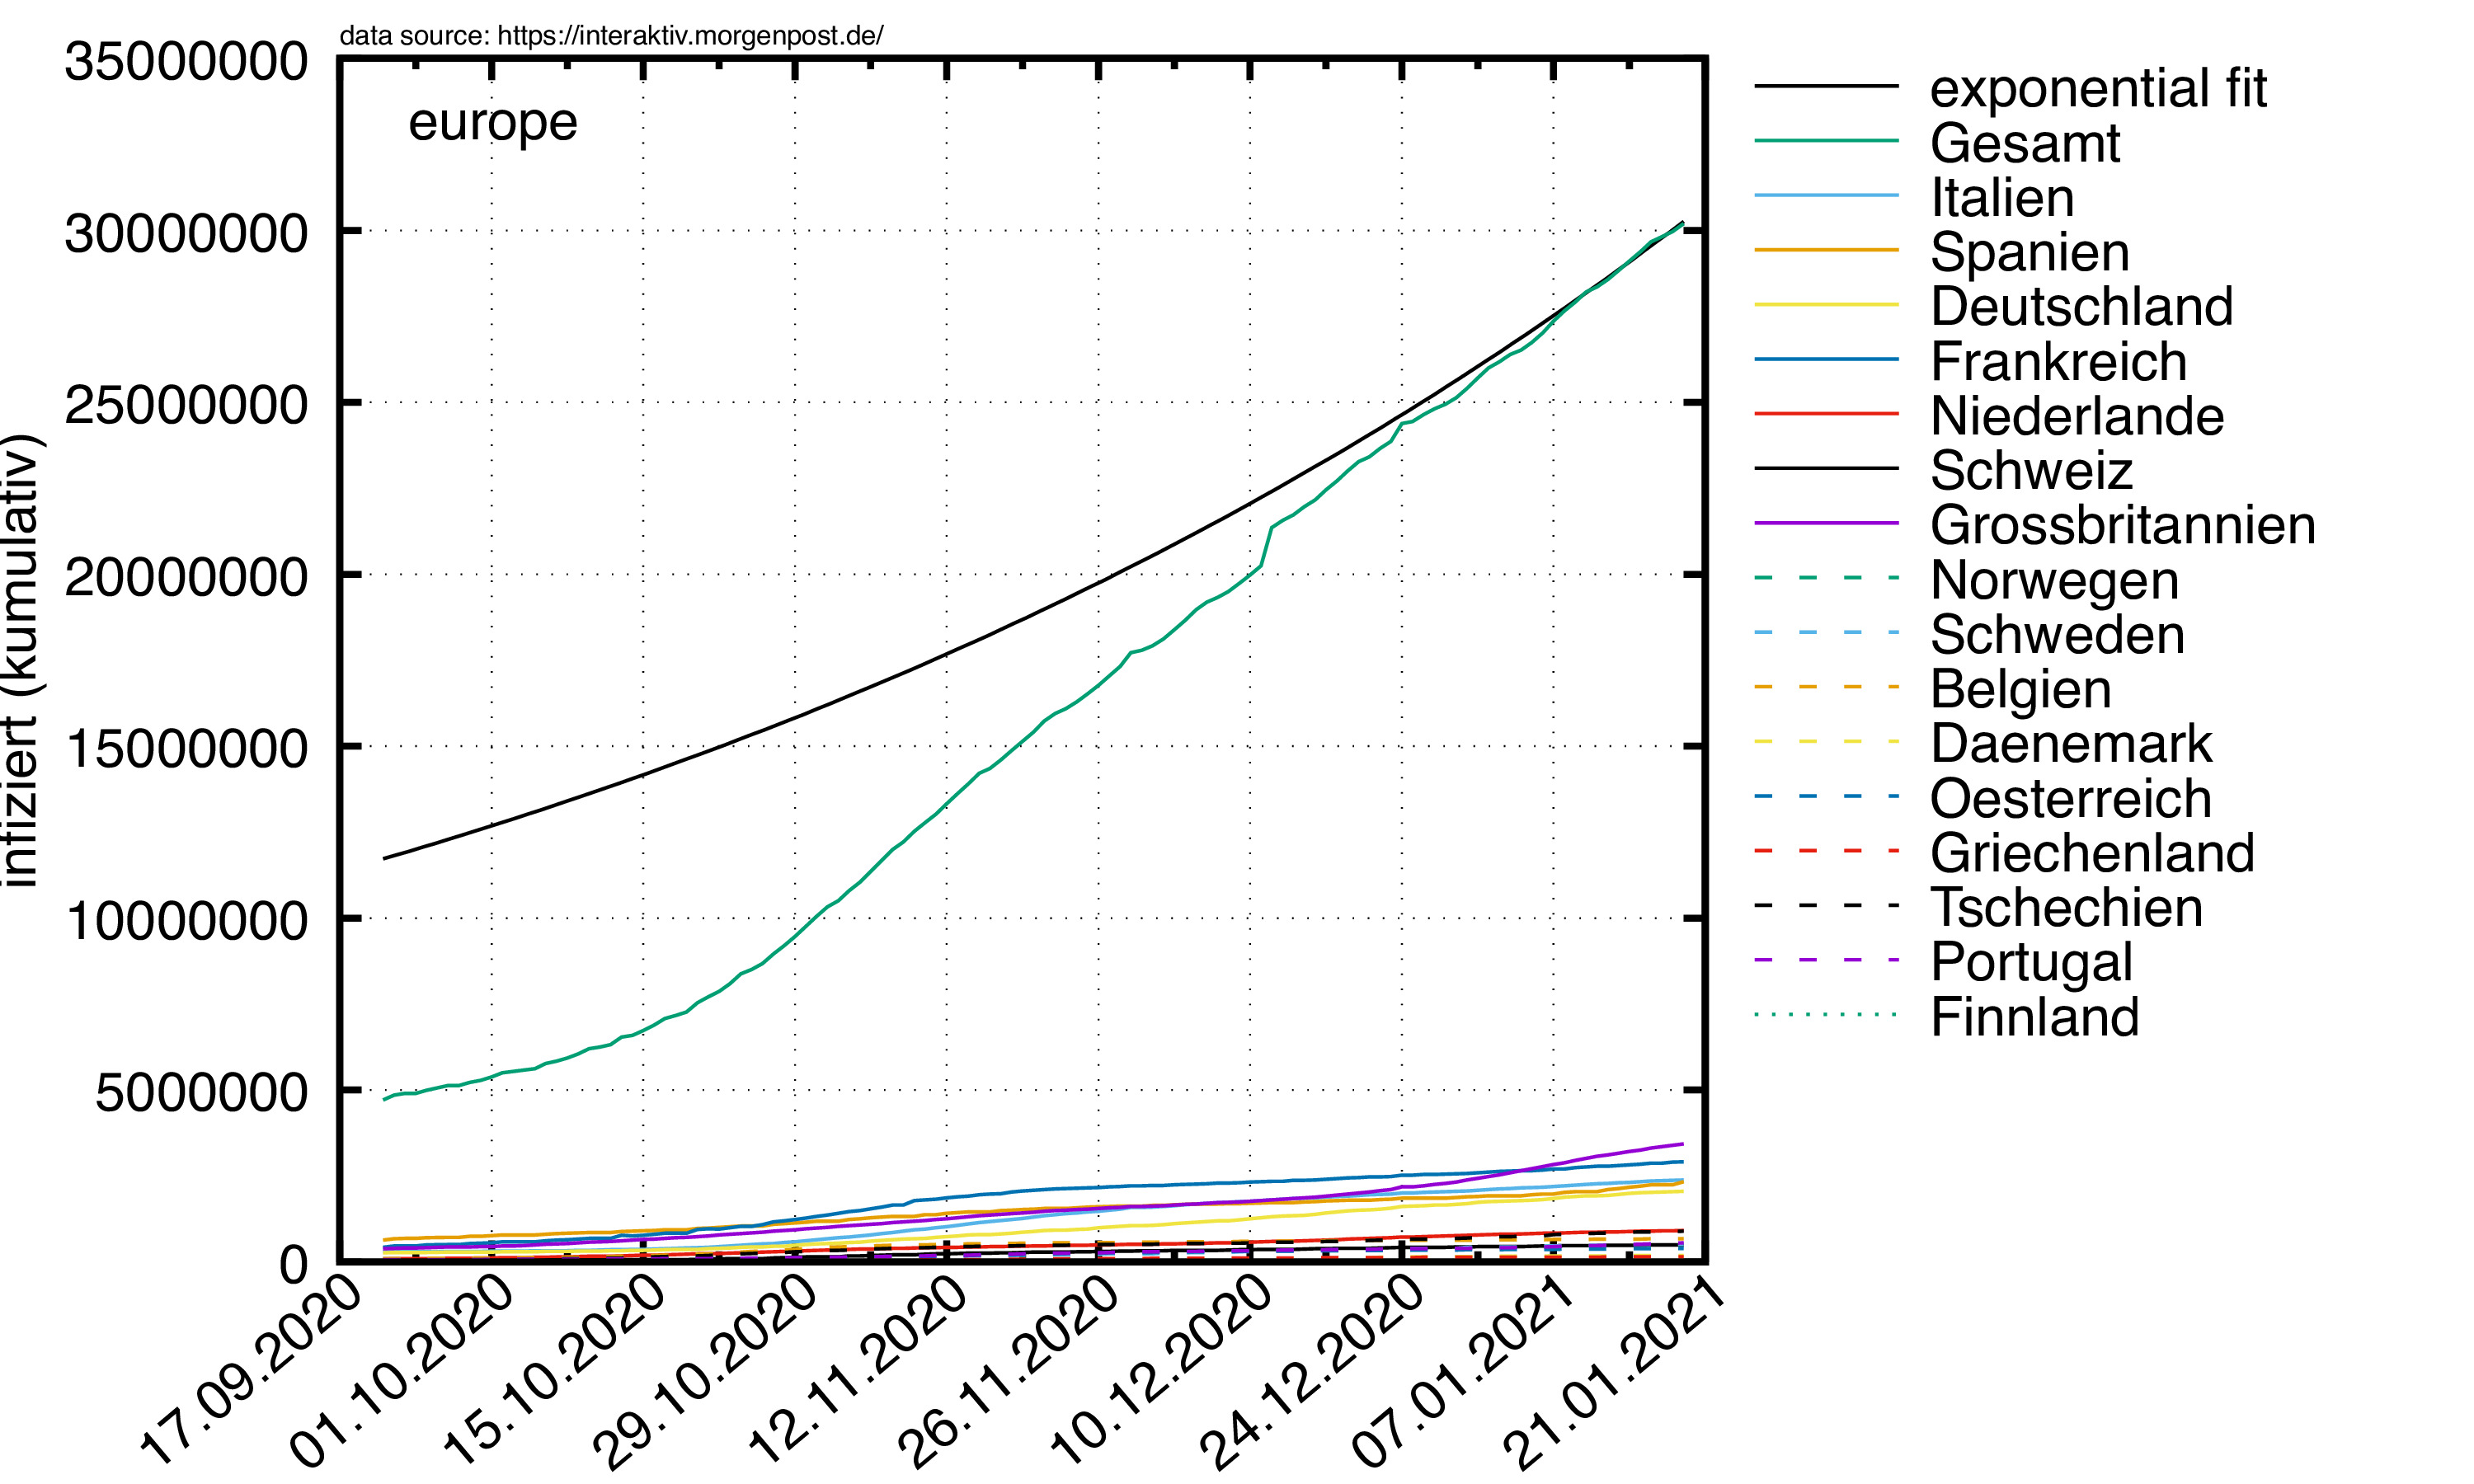 data source: https://interaktiv.morgenpost.de/
35000000
30000000
25000000
20000000
15000000
10000000
5000000
0
infiziert (kumulativ)
europe
17.09.2020
01.10.2020
15.10.2020
29.10.2020
12.11.2020
26.11.2020
10.12.2020
24.12.2020
07.01.2021
21.01.2021
exponential fit
Gesamt
Italien
Spanien
Deutschland
Frankreich
Niederlande
Schweiz
Grossbritannien
Norwegen
Schweden
Belgien
Daenemark
Oesterreich
Griechenland
Tschechien
Portugal
Finnland